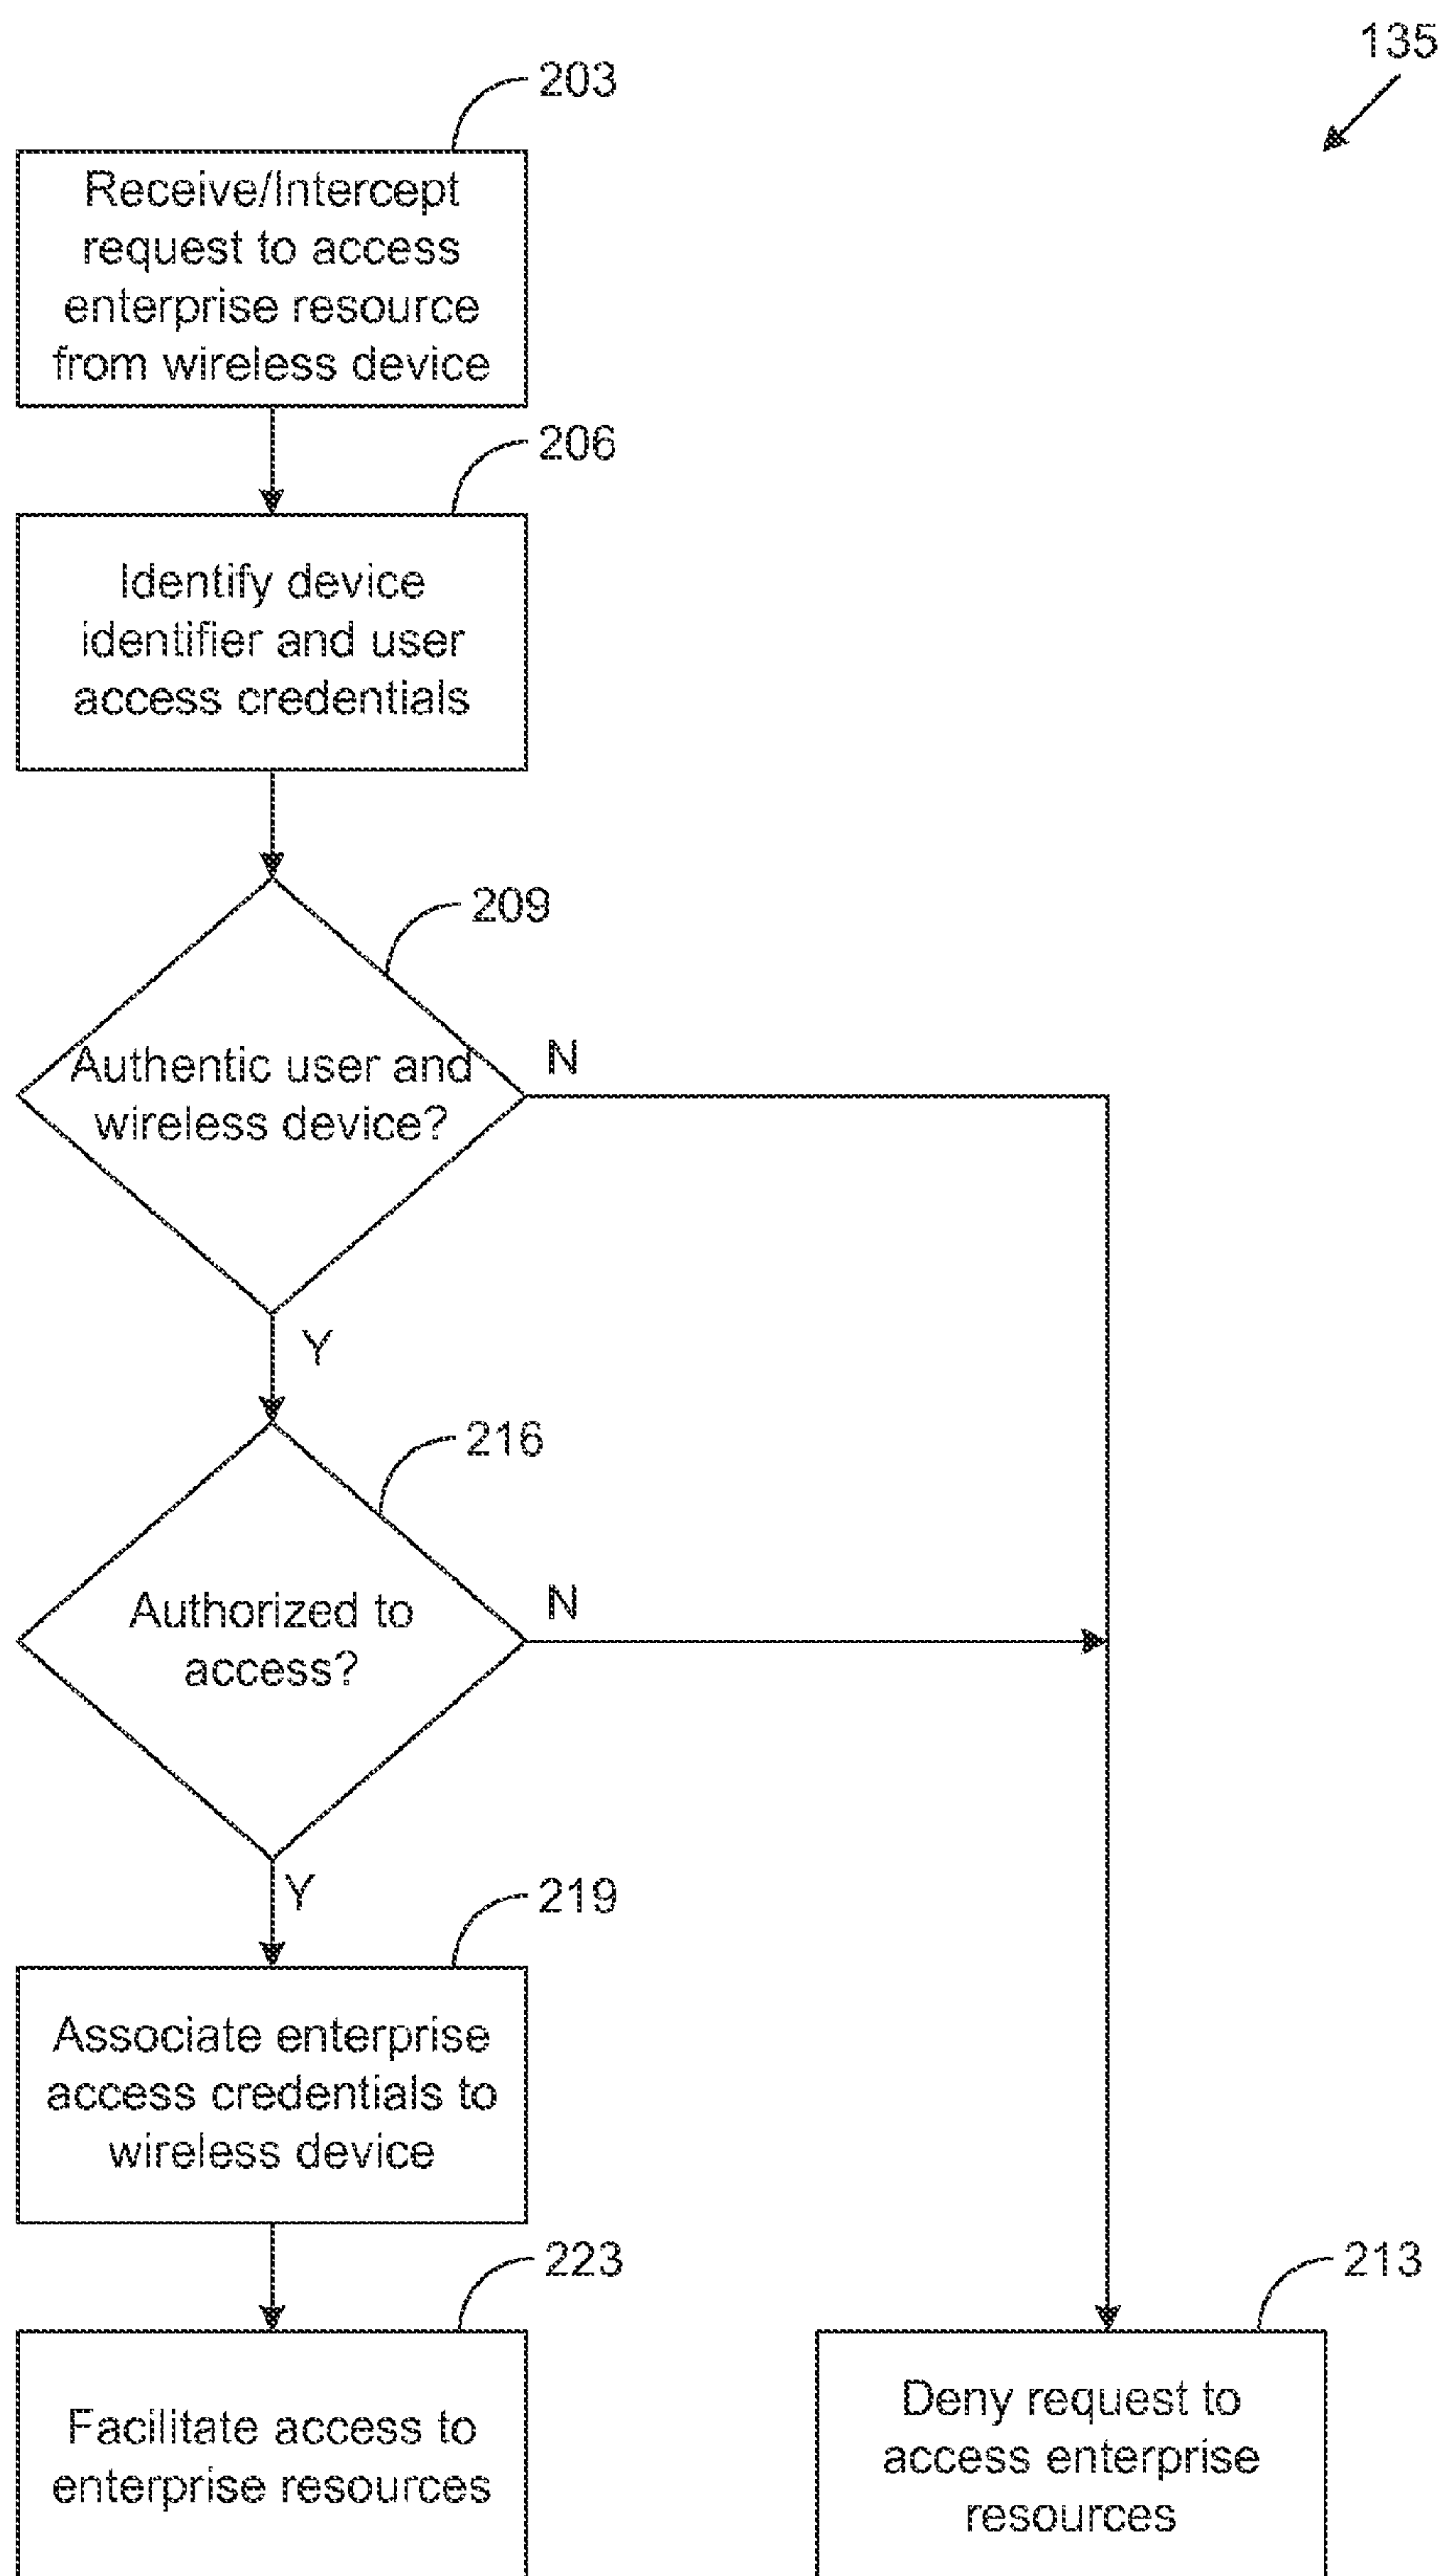 135
203
Receive/Intercept
request to access
enterprise resource
from wireless device
206
Identify device
identifier and user
access credentials
209
Authentic user and
wireless device?
N
Y
216
Authorized to
access?
N
Y
219
Associate enterprise
access credentials to
wireless device
223
Facilitate access to
enterprise resources
213
Deny request to
access enterprise
resources